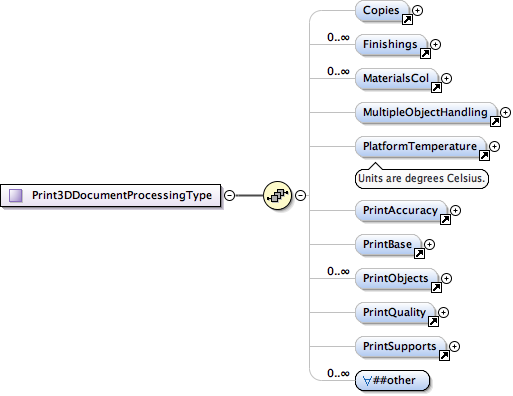 Copies
0..∞
Finishings
0..∞
MaterialsCol
MultipleObjectHandling
PlatformTemperature
Units are degrees Celsius.
Print3DDocumentProcessingType
PrintAccuracy
PrintBase
0..∞
PrintObjects
PrintQuality
PrintSupports
0..∞
∀##other